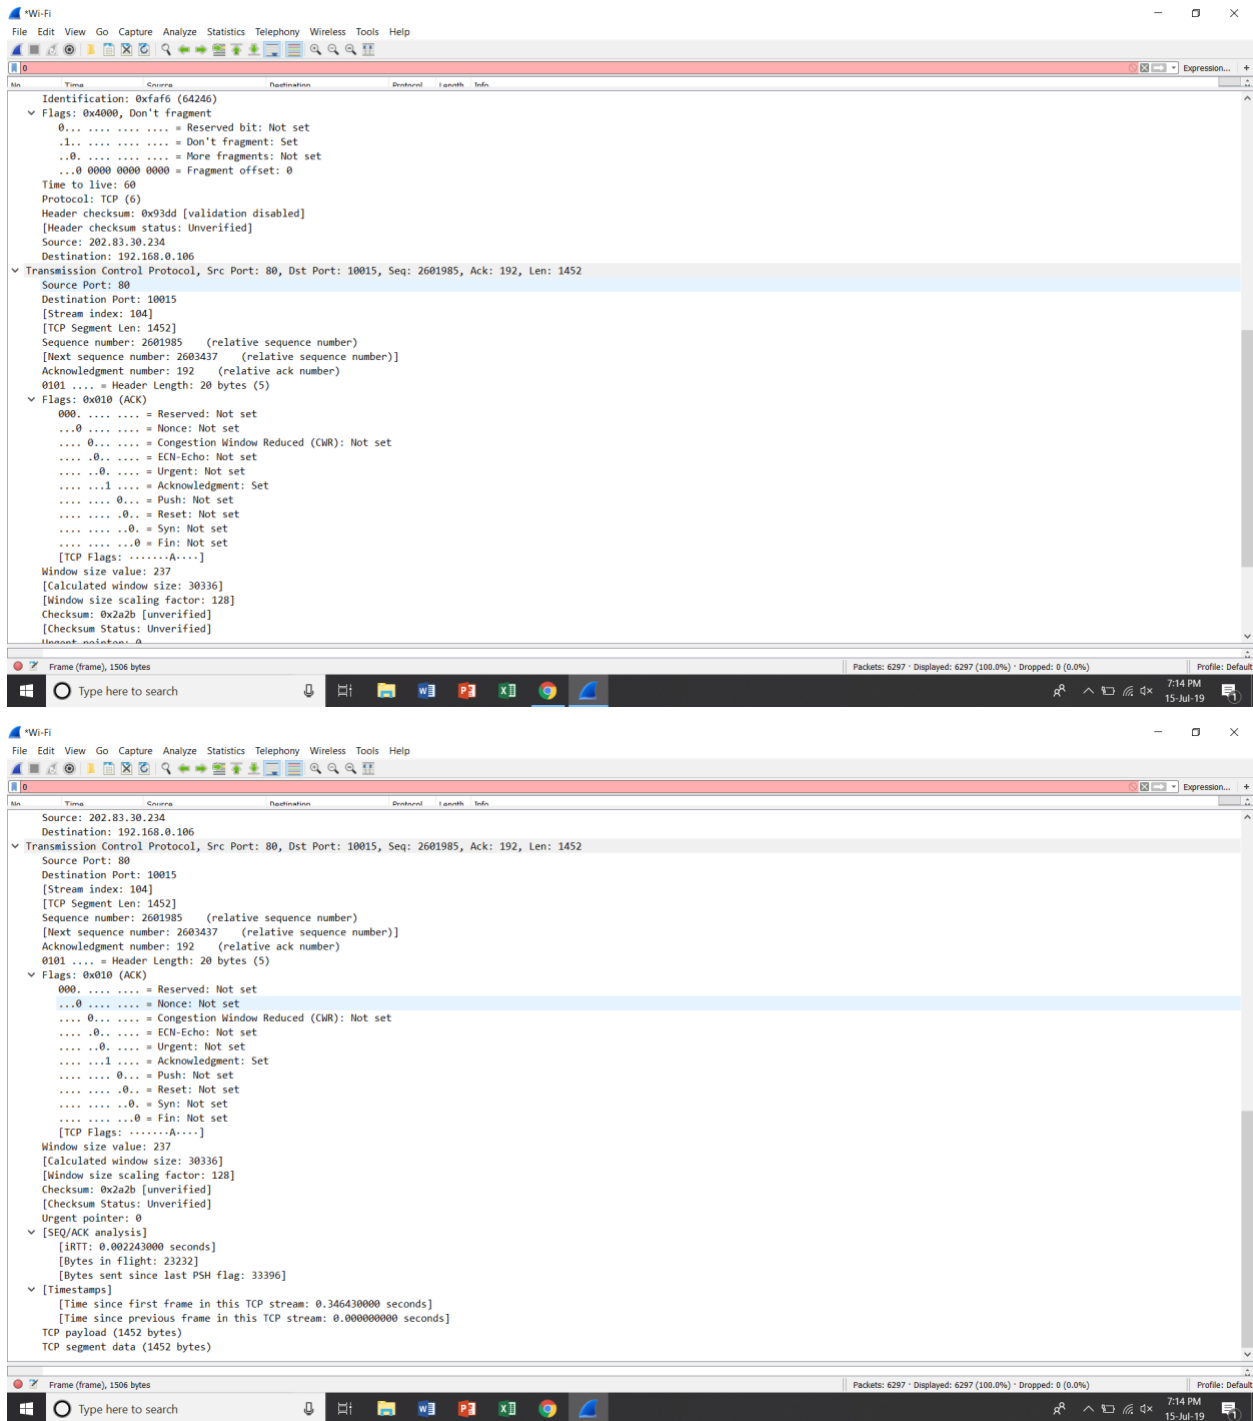 *Wi-Fi
File Edit View Go Capture Analyze Statistics Telephony Wireless Tools Help
0 Expression... +
No. Time Source Destination Protocol Length Info
Identification: 0xfaf6 (64246)
Flags: 0x4000, Don't fragment
0... .... .... .... = Reserved bit: Not set
.1.. .... .... .... = Don't fragment: Set
..0. .... .... .... = More fragments: Not set
...0 0000 0000 0000 = Fragment offset: 0
Time to live: 60
Protocol: TCP (6)
Header checksum: 0x93dd [validation disabled]
[Header checksum status: Unverified]
Source: 202.83.30.234
Destination: 192.168.0.106
Transmission Control Protocol, Src Port: 80, Dst Port: 10015, Seq: 2601985, Ack: 192, Len: 1452
Source Port: 80
Destination Port: 10015
[Stream index: 104]
[TCP Segment Len: 1452]
Sequence number: 2601985 (relative sequence number)
[Next sequence number: 2603437 (relative sequence number)]
Acknowledgment number: 192 (relative ack number)
0101 .... = Header Length: 20 bytes (5)
Flags: 0x010 (ACK)
000. .... .... = Reserved: Not set
...0 .... .... = Nonce: Not set
.... 0... .... = Congestion Window Reduced (CWR): Not set
.... .0.. .... = ECN-Echo: Not set
.... ..0. .... = Urgent: Not set
.... ...1 .... = Acknowledgment: Set
.... .... 0... = Push: Not set
.... .... .0.. = Reset: Not set
.... .... ..0. = Syn: Not set
.... .... ...0 = Fin: Not set
[TCP Flags: ·······A····]
Window size value: 237
[Calculated window size: 30336]
[Window size scaling factor: 128]
Checksum: 0x2a2b [unverified]
[Checksum Status: Unverified]
Urgent pointer: 0
Frame (frame), 1506 bytes Packets: 6297 · Displayed: 6297 (100.0%) · Dropped: 0 (0.0%) Profile: Default
Type here to search 7:14 PM
15-Jul-19 1
*Wi-Fi
File Edit View Go Capture Analyze Statistics Telephony Wireless Tools Help
0 Expression... +
No. Time Source Destination Protocol Length Info
Source: 202.83.30.234
Destination: 192.168.0.106
Transmission Control Protocol, Src Port: 80, Dst Port: 10015, Seq: 2601985, Ack: 192, Len: 1452
Source Port: 80
Destination Port: 10015
[Stream index: 104]
[TCP Segment Len: 1452]
Sequence number: 2601985 (relative sequence number)
[Next sequence number: 2603437 (relative sequence number)]
Acknowledgment number: 192 (relative ack number)
0101 .... = Header Length: 20 bytes (5)
Flags: 0x010 (ACK)
000. .... .... = Reserved: Not set
...0 .... .... = Nonce: Not set
.... 0... .... = Congestion Window Reduced (CWR): Not set
.... .0.. .... = ECN-Echo: Not set
.... ..0. .... = Urgent: Not set
.... ...1 .... = Acknowledgment: Set
.... .... 0... = Push: Not set
.... .... .0.. = Reset: Not set
.... .... ..0. = Syn: Not set
.... .... ...0 = Fin: Not set
[TCP Flags: ·······A····]
Window size value: 237
[Calculated window size: 30336]
[Window size scaling factor: 128]
Checksum: 0x2a2b [unverified]
[Checksum Status: Unverified]
Urgent pointer: 0
[SEQ/ACK analysis]
[iRTT: 0.002243000 seconds]
[Bytes in flight: 23232]
[Bytes sent since last PSH flag: 33396]
[Timestamps]
[Time since first frame in this TCP stream: 0.346430000 seconds]
[Time since previous frame in this TCP stream: 0.000000000 seconds]
TCP payload (1452 bytes)
TCP segment data (1452 bytes)
Frame (frame), 1506 bytes Packets: 6297 · Displayed: 6297 (100.0%) · Dropped: 0 (0.0%) Profile: Default
Type here to search 7:14 PM
15-Jul-19 1